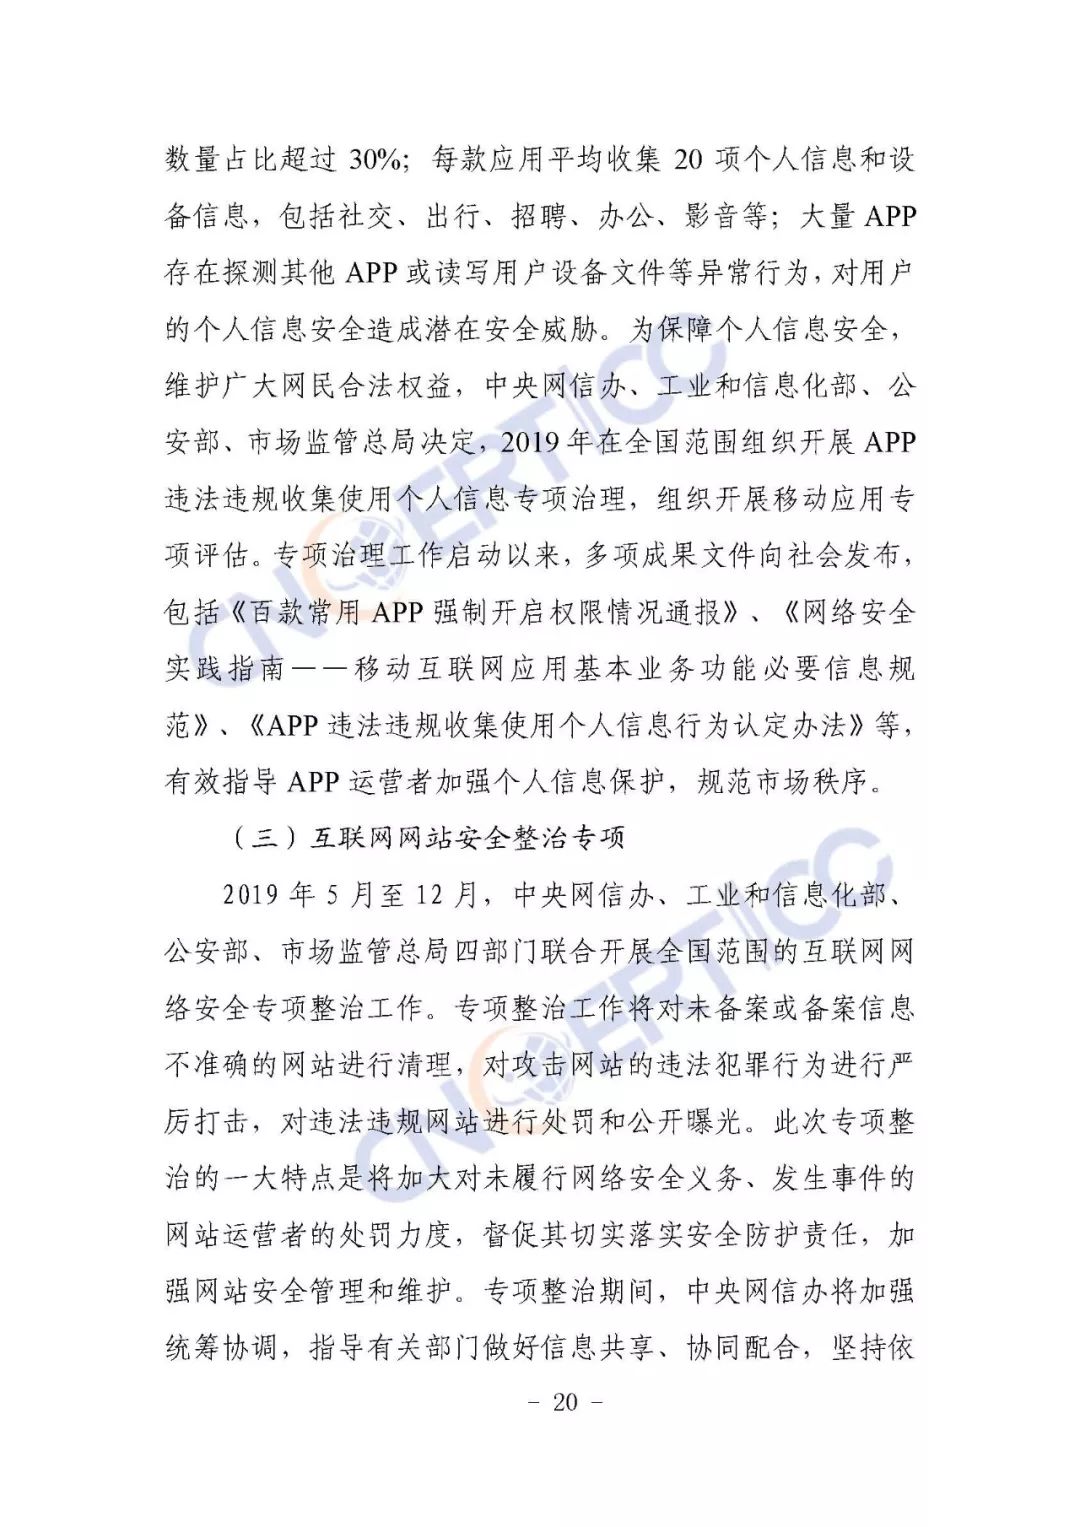 数量占比超过 30%；每款应用平均收集 20 项个人信息和设
备信息，包括社交、出行、招聘、办公、影音等；大量 APP
存在探测其他 APP 或读写用户设备文件等异常行为，对用户
的个人信息安全造成潜在安全威胁。为保障个人信息安全，
维护广大网民合法权益，中央网信办、工业和信息化部、公
安部、市场监管总局决定，2019 年在全国范围组织开展 APP
违法违规收集使用个人信息专项治理，组织开展移动应用专
项评估。专项治理工作启动以来，多项成果文件向社会发布，
包括《百款常用 APP 强制开启权限情况通报》、《网络安全
实践指南——移动互联网应用基本业务功能必要信息规
范》、《APP 违法违规收集使用个人信息行为认定办法》等，
有效指导 APP 运营者加强个人信息保护，规范市场秩序。
（三）互联网网站安全整治专项
2019 年 5 月至 12 月，中央网信办、工业和信息化部、
公安部、市场监管总局四部门联合开展全国范围的互联网网
络安全专项整治工作。专项整治工作将对未备案或备案信息
不准确的网站进行清理，对攻击网站的违法犯罪行为进行严
厉打击，对违法违规网站进行处罚和公开曝光。此次专项整
治的一大特点是将加大对未履行网络安全义务、发生事件的
网站运营者的处罚力度，督促其切实落实安全防护责任，加
强网站安全管理和维护。专项整治期间，中央网信办将加强
统筹协调，指导有关部门做好信息共享、协同配合，坚持依
- 20 -
CNCERT/CC
CNCERT/CC